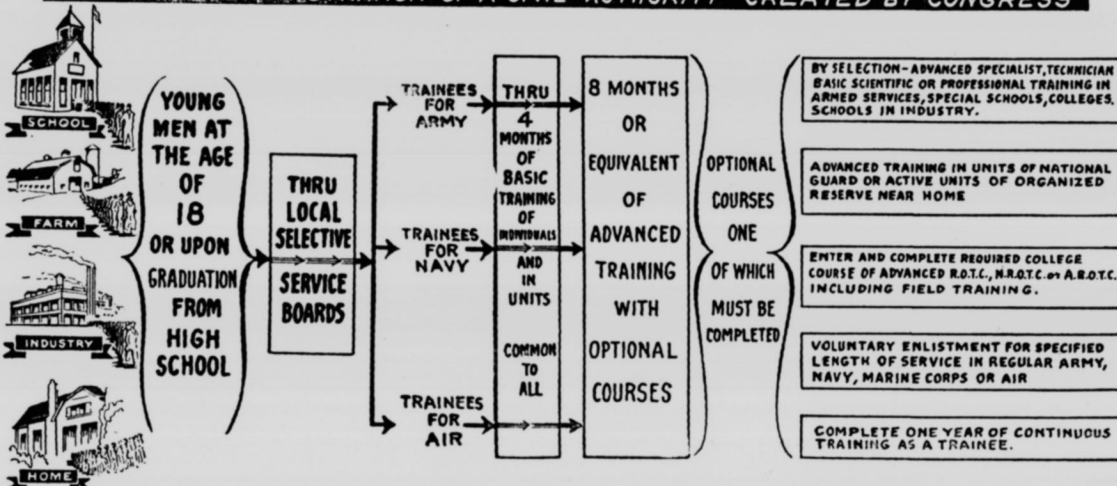 A CIVIL AUTHORITY CREATED BY CONGRESS
SCHOOL
FARM
INDUSTRY
HOME
YOUNG
MEN AT
THE AGE
OF
18
OR UPON
GRADUATION
FROM
HIGH
SCHOOL
THRU
LOCAL
SELECTIVE
SERVICE
BOARDS
TRAINEES
FOR
ARMY
TRAINEES
FOR
NAVY
TRAINEES
FOR
AIR
THRU
4
MONTHS
OF
BASIC
TRAINING
OF
INDIVIDUALS
AND
IN
UNITS
COMMON
TO
ALL
8 MONTHS
OR
EQUIVALENT
OF
ADVANCED
TRAINING
WITH
OPTIONAL
COURSES
OPTIONAL
COURSES
ONE
OF WHICH
MUST BE
COMPLETED
BY SELECTION-ADVANCED SPECIALIST, TECHNICIAN
BASIC SCIENTIFIC OR PROFESSIONAL TRAINING IN
ARMED SERVICES, SPECIAL SCHOOLS, COLLEGES.
SCHOOLS IN INDUSTRY.
ADVANCED TRAINING IN UNITS OF NATIONAL
GUARD OR ACTIVE UNITS OF ORGANIZED
RESERVE NEAR HOME
ENTER AND COMPLETE REQUIRED COLLEGE
COURSE OF ADVANCED R.O.T.C., N.R.O.T.C. or A.R.O.T.C.
INCLUDING FIELD TRAINING.
VOLUNTARY ENLISTMENT FOR SPECIFIED
LENGTH OF SERVICE IN REGULAR ARMY,
NAVY, MARINE CORPS OR AIR
COMPLETE ONE YEAR OF CONTINUOUS
TRAINING AS A TRAINEE.